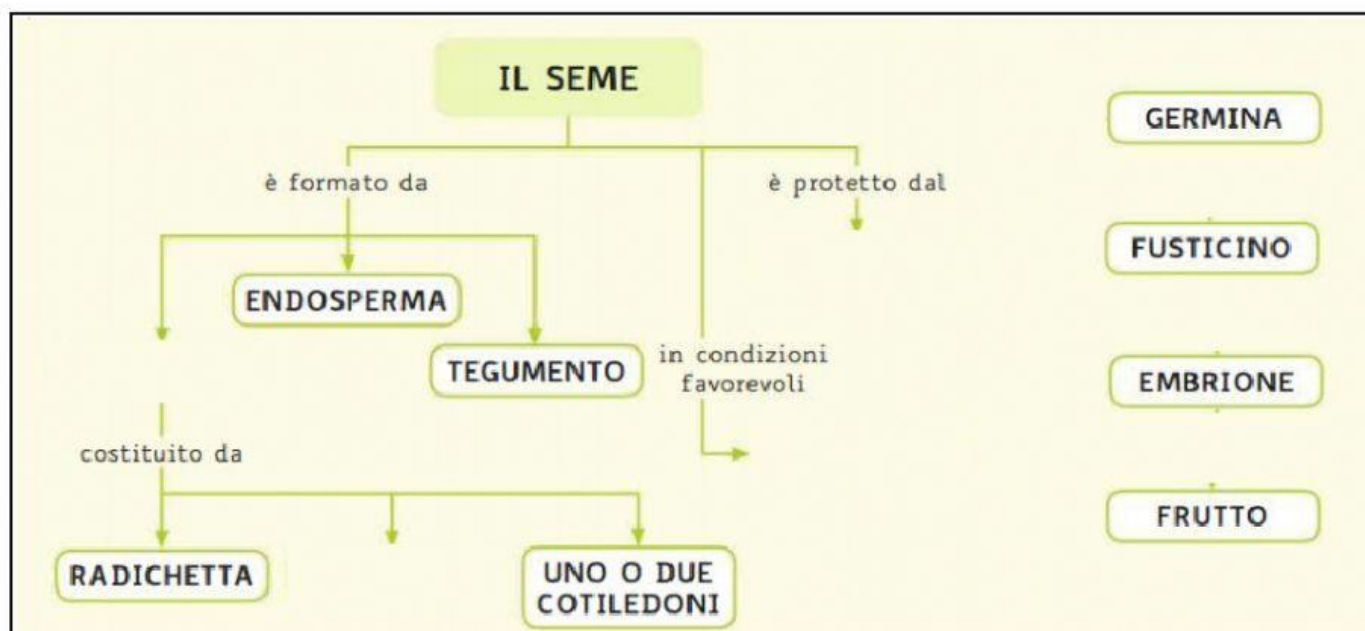 IL SEME
GERMINA
è formato da
è protetto dal
FUSTICINO
ENDOSPERMA
TEGUMENTO
in condizioni
favorevoli
EMBRIONE
costituito da
FRUTTO
RADICHETTA
UNO O DUE
COTILEDONI